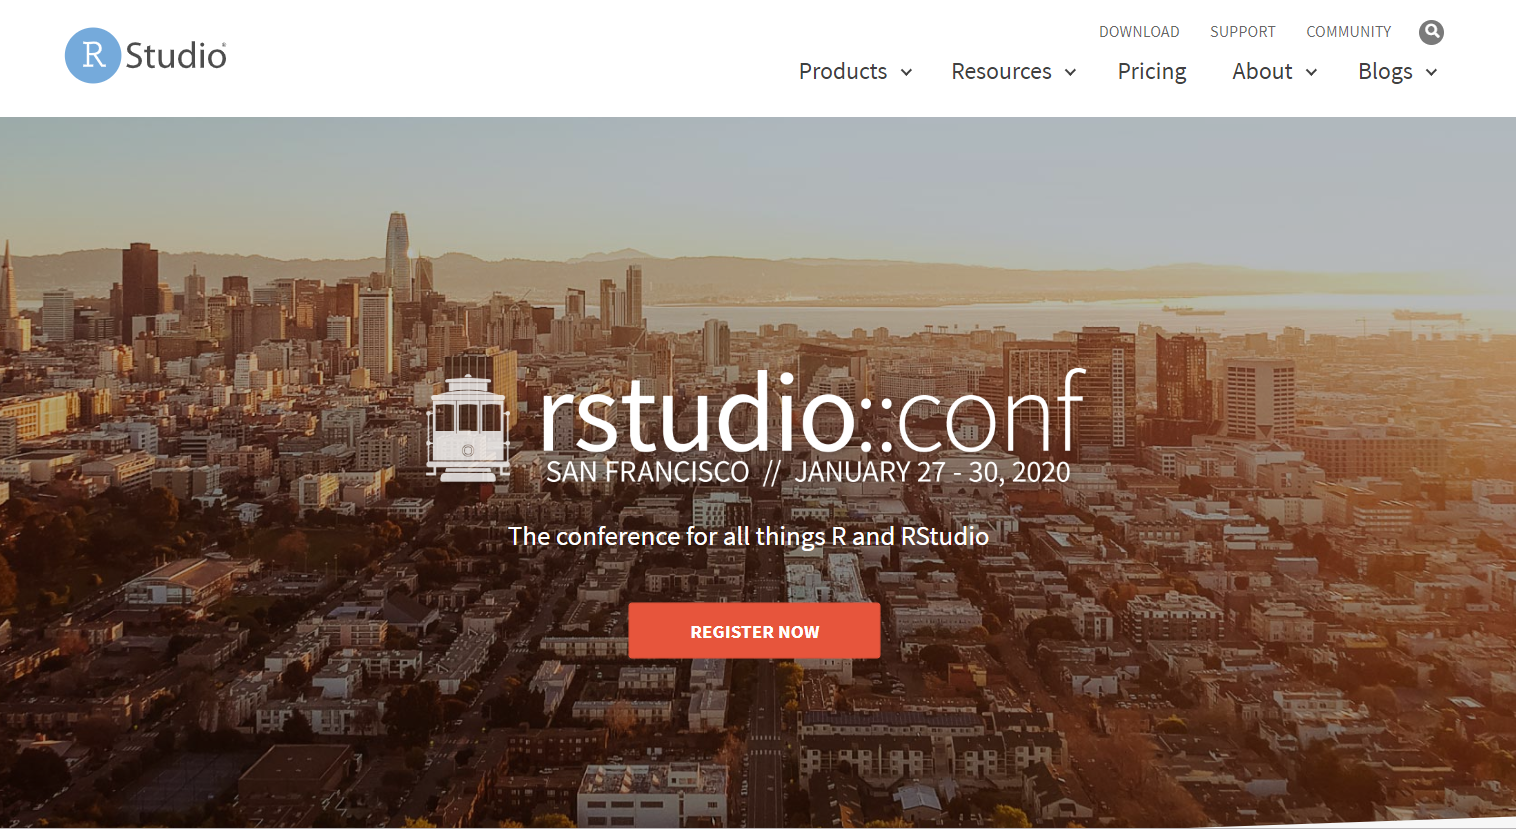 R Studio®
DOWNLOAD SUPPORT COMMUNITY
Products Resources Pricing About Blogs
rstudio::conf
SAN FRANCISCO // JANUARY 27 - 30, 2020
The conference for all things R and RStudio
REGISTER NOW